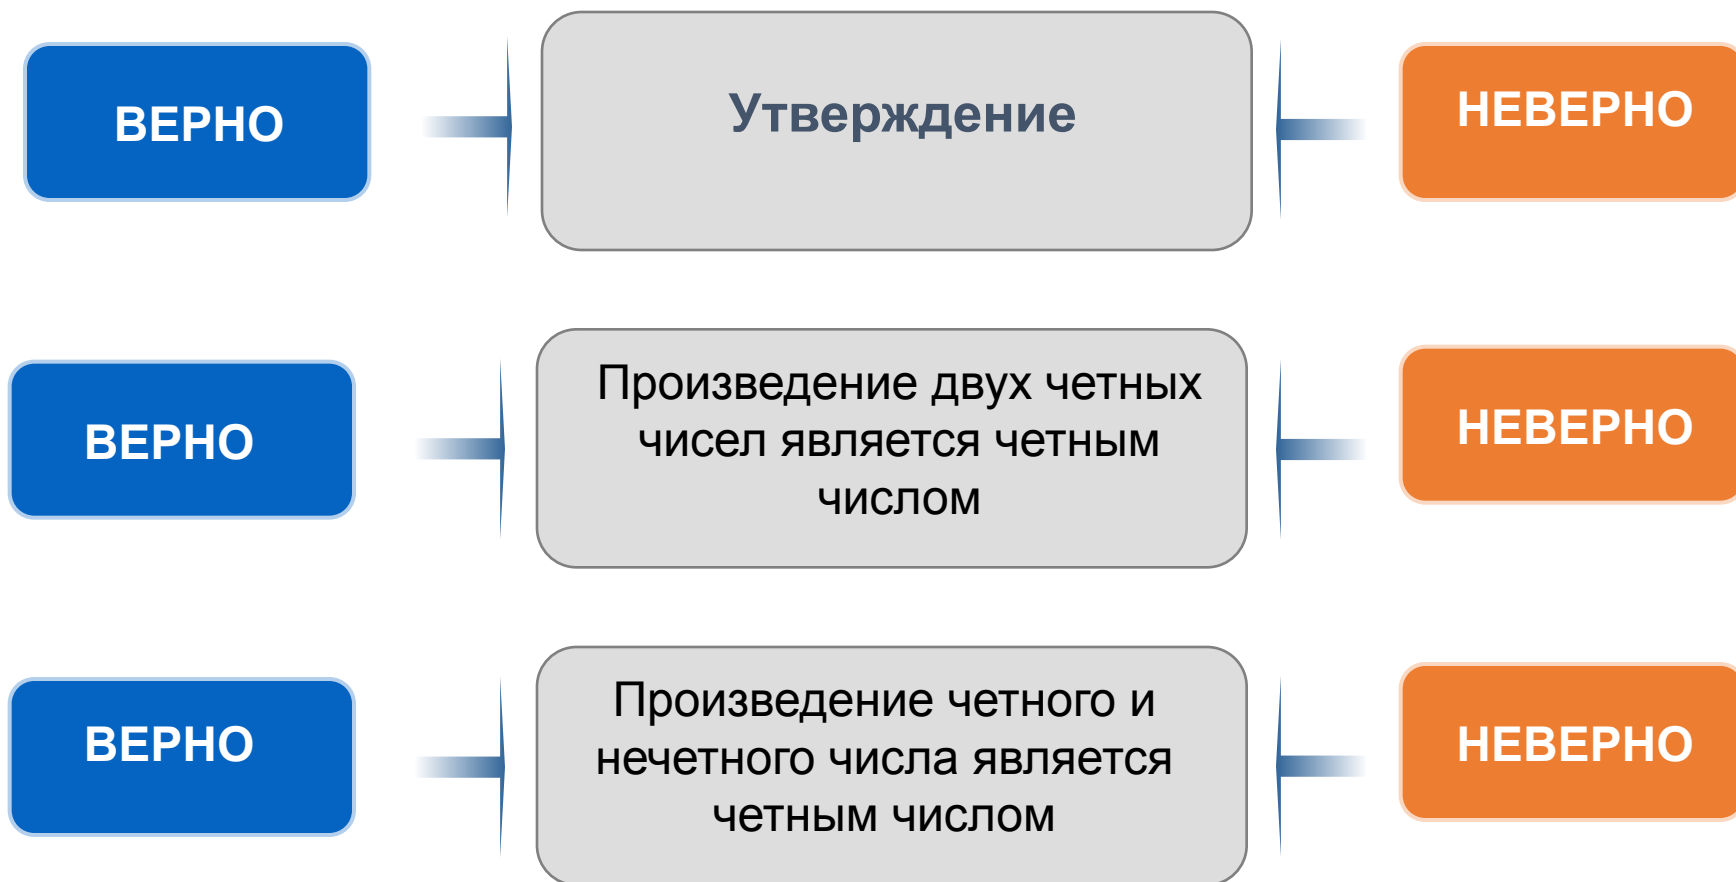 ВЕРНО
Утверждение
НЕВЕРНО
ВЕРНО
Произведение двух четных
чисел является четным
числом
НЕВЕРНО
ВЕРНО
Произведение четного и
нечетного числа является
четным числом
НЕВЕРНО